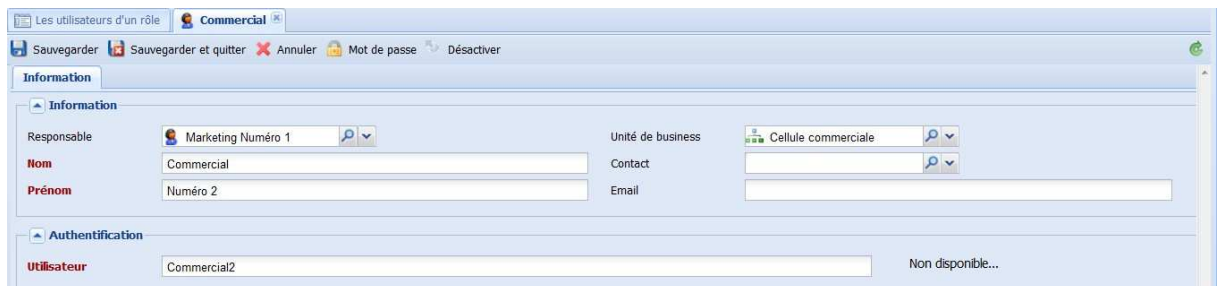 Les utilisateurs d'un rôle Commercial
Sauvegarder Sauvegarder et quitter Annuler Mot de passe Désactiver
Information
Information
Responsable Marketing Numéro 1 Unité de business Cellule commerciale
Nom Commercial Contact
Prénom Numéro 2 Email
Authentification
Utilisateur Commercial2 Non disponible...